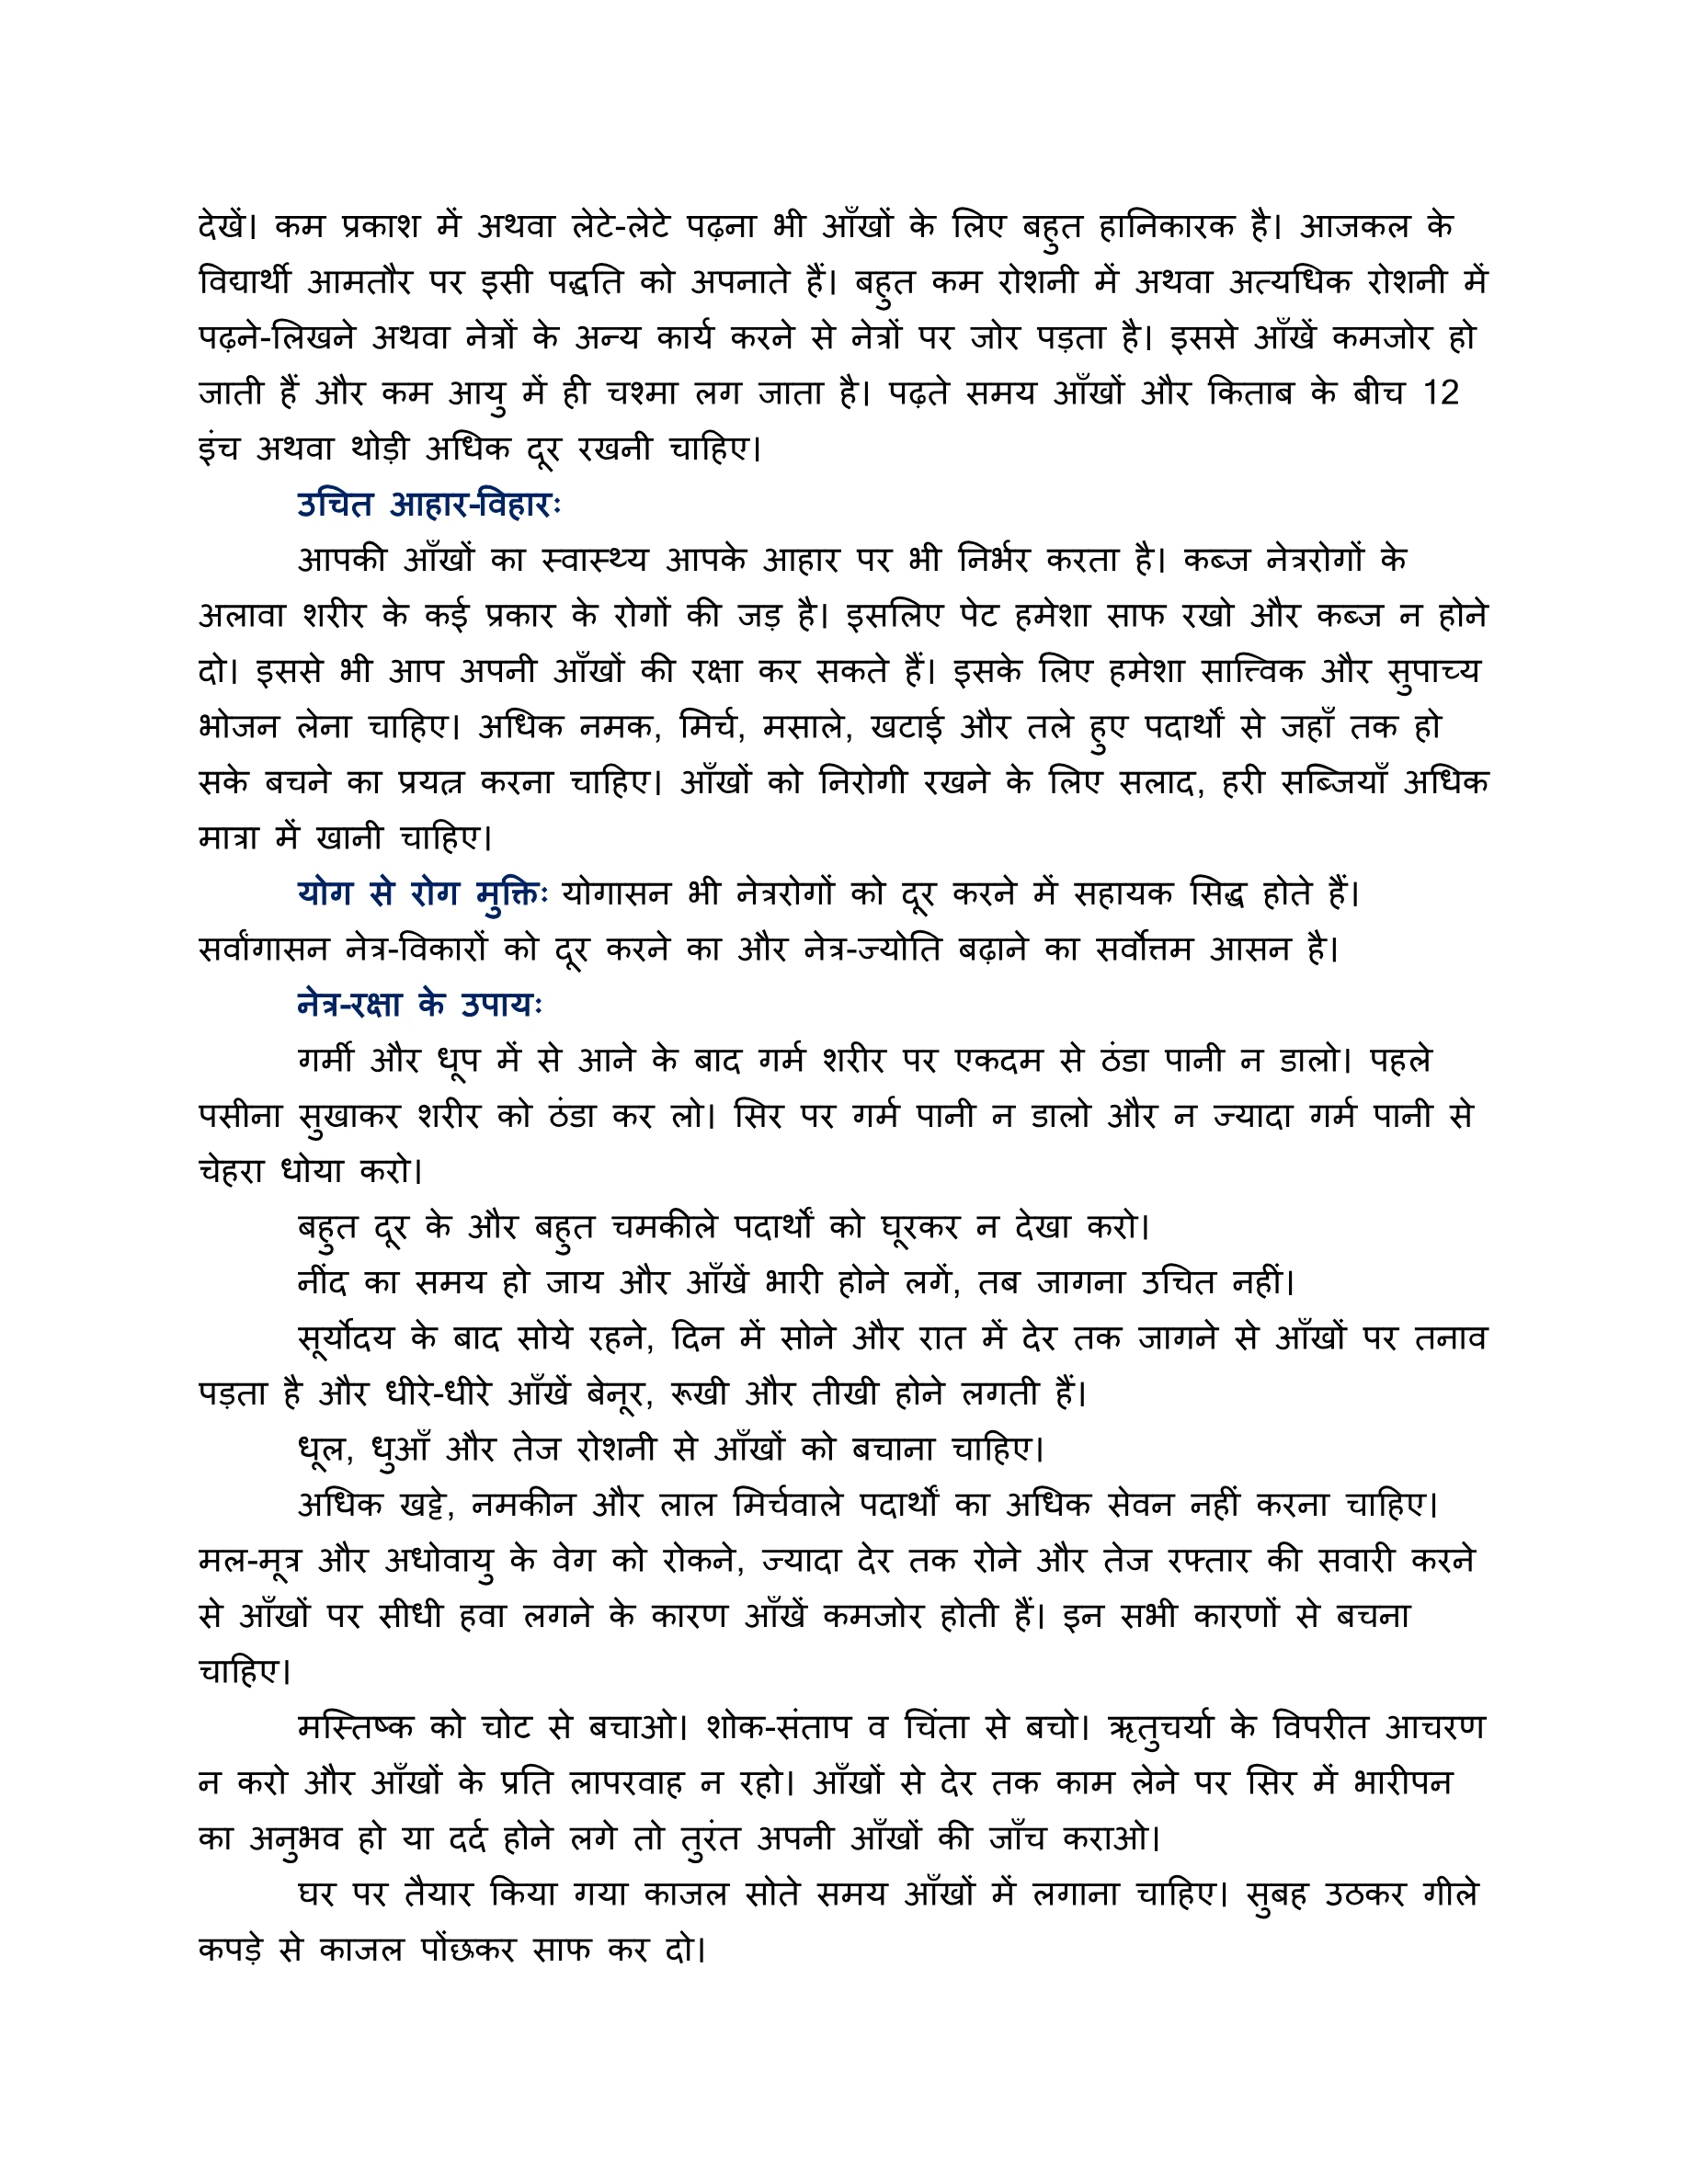 देखें। कम प्रकाश में अथवा लेटे-लेटे पढ़ना भी आँखों के लिए बहुत हानिकारक है। आजकल के
विद्यार्थी आमतौर पर इसी पद्धति को अपनाते हैं। बहुत कम रोशनी में अथवा अत्यधिक रोशनी में
पढ़ने-लिखने अथवा नेत्रों के अन्य कार्य करने से नेत्रों पर जोर पड़ता है। इससे आँखें कमजोर हो
जाती हैं और कम आयु में ही चश्मा लग जाता है। पढ़ते समय आँखों और किताब के बीच 12
इंच अथवा थोड़ी अधिक दूर रखनी चाहिए।
उचित आहार-विहारः
आपकी आँखों का स्वास्थ्य आपके आहार पर भी निर्भर करता है। कब्ज नेत्ररोगों के
अलावा शरीर के कई प्रकार के रोगों की जड़ है। इसलिए पेट हमेशा साफ रखो और कब्ज न होने
दो। इससे भी आप अपनी आँखों की रक्षा कर सकते हैं। इसके लिए हमेशा सात्त्विक और सुपाच्य
भोजन लेना चाहिए। अधिक नमक, मिर्च, मसाले, खटाई और तले हुए पदार्थों से जहाँ तक हो
सके बचने का प्रयत्न करना चाहिए। आँखों को निरोगी रखने के लिए सलाद, हरी सब्जियाँ अधिक
मात्रा में खानी चाहिए।
योग से रोग मुक्तिः योगासन भी नेत्ररोगों को दूर करने में सहायक सिद्ध होते हैं।
सर्वांगासन नेत्र-विकारों को दूर करने का और नेत्र-ज्योति बढ़ाने का सर्वोत्तम आसन है।
नेत्र-रक्षा के उपायः
गर्मी और धूप में से आने के बाद गर्म शरीर पर एकदम से ठंडा पानी न डालो। पहले
पसीना सुखाकर शरीर को ठंडा कर लो। सिर पर गर्म पानी न डालो और न ज्यादा गर्म पानी से
चेहरा धोया करो।
बहुत दूर के और बहुत चमकीले पदार्थों को घूरकर न देखा करो।
नींद का समय हो जाय और आँखें भारी होने लगें, तब जागना उचित नहीं।
सूर्योदय के बाद सोये रहने, दिन में सोने और रात में देर तक जागने से आँखों पर तनाव
पड़ता है और धीरे-धीरे आँखें बेनूर, रूखी और तीखी होने लगती हैं।
धूल, धुआँ और तेज रोशनी से आँखों को बचाना चाहिए।
अधिक खट्टे, नमकीन और लाल मिर्चवाले पदार्थों का अधिक सेवन नहीं करना चाहिए।
मल-मूत्र और अधोवायु के वेग को रोकने, ज्यादा देर तक रोने और तेज रफ्तार की सवारी करने
से आँखों पर सीधी हवा लगने के कारण आँखें कमजोर होती हैं। इन सभी कारणों से बचना
चाहिए।
मस्तिष्क को चोट से बचाओ। शोक-संताप व चिंता से बचो। ऋतुचर्या के विपरीत आचरण
न करो और आँखों के प्रति लापरवाह न रहो। आँखों से देर तक काम लेने पर सिर में भारीपन
का अनुभव हो या दर्द होने लगे तो तुरंत अपनी आँखों की जाँच कराओ।
घर पर तैयार किया गया काजल सोते समय आँखों में लगाना चाहिए। सुबह उठकर गीले
कपड़े से काजल पोंछकर साफ कर दो।